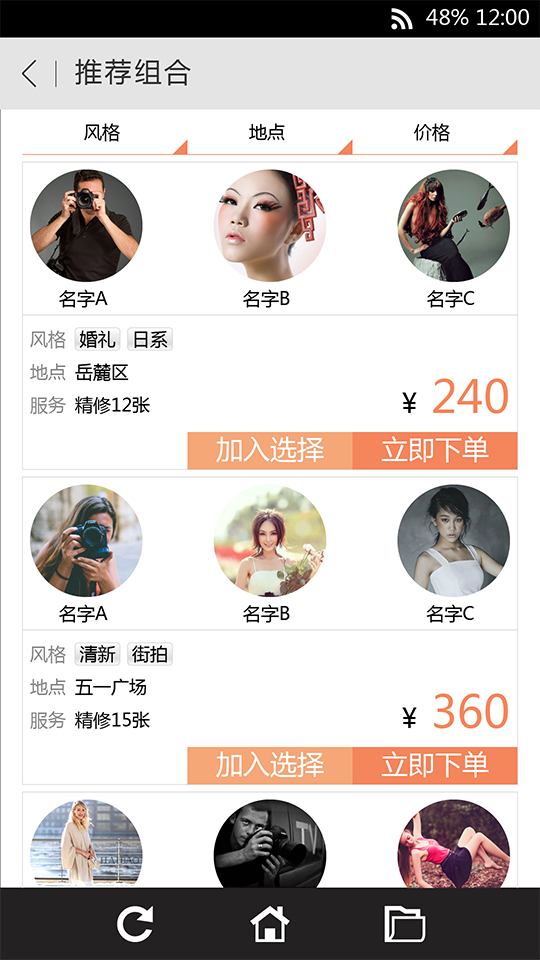 48% 12:00
推荐组合
风格 地点 价格
名字A 名字B 名字C
风格 婚礼 日系
地点 岳麓区
服务 精修12张
¥ 240
加入选择 立即下单
名字A 名字B 名字C
风格 清新 街拍
地点 五一广场
服务 精修15张
¥ 360
加入选择 立即下单
TV